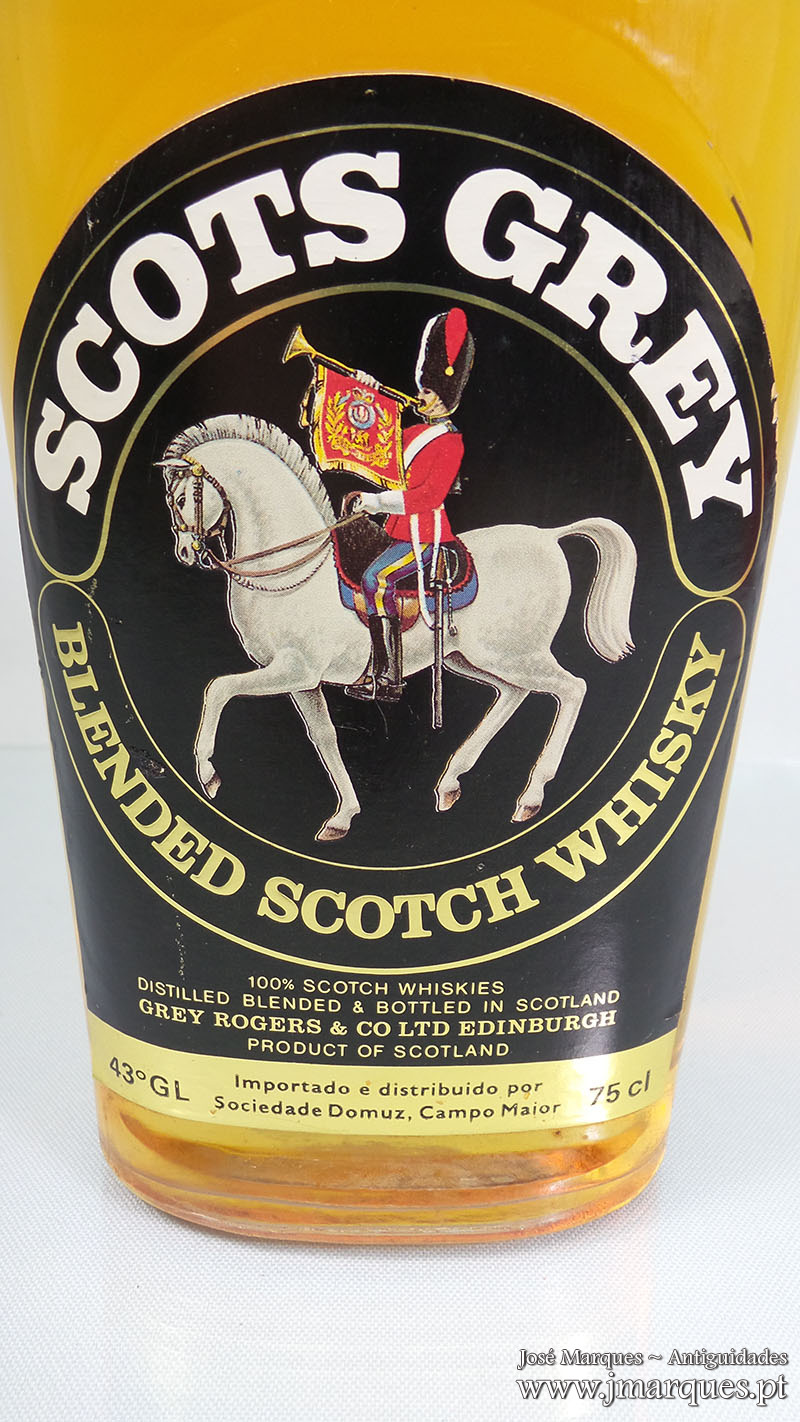 SCOTS GREY
BLENDED SCOTCH WHISKY
100% SCOTCH WHISKIES
DISTILLED BLENDED & BOTTLED IN SCOTLAND
GREY ROGERS & CO LTD EDINBURGH
PRODUCT OF SCOTLAND
43º GL
Importado e distribuido por
Sociedade Domuz, Campo Maior
75 cl
José Marques ~ Antiguidades
www.jmarques.pt